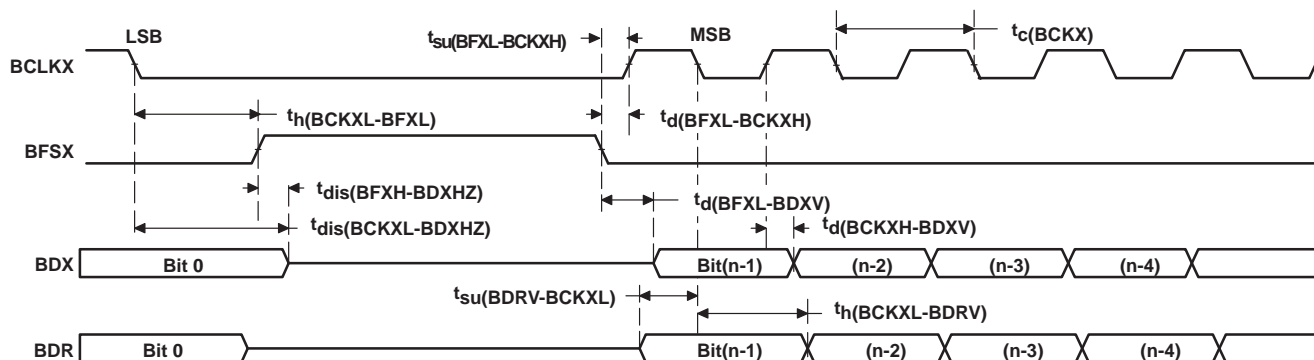 LSB
tsu(BFXL-BCKXH)
MSB
tc(BCKX)
BCLKX
th(BCKXL-BFXL)
td(BFXL-BCKXH)
BFSX
tdis(BFXH-BDXHZ)
td(BFXL-BDXV)
tdis(BCKXL-BDXHZ)
td(BCKXH-BDXV)
BDX
Bit 0
Bit(n-1)
(n-2)
(n-3)
(n-4)
tsu(BDRV-BCKXL)
th(BCKXL-BDRV)
BDR
Bit 0
Bit(n-1)
(n-2)
(n-3)
(n-4)